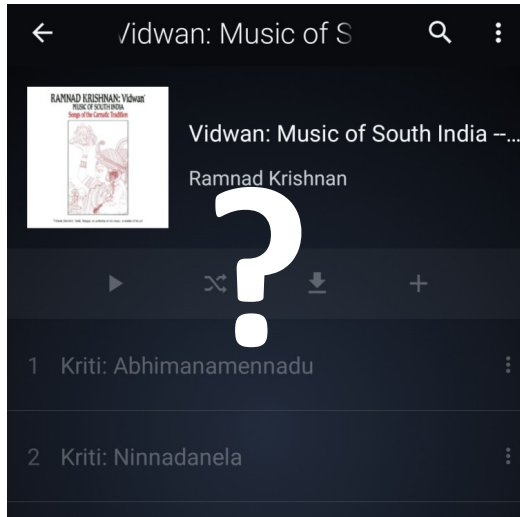 Vidwan: Music of S
RAMNAD KRISHNAN: Vidwan'
MUSIC OF SOUTH INDIA
Songs of the Carnatic Tradition
Vidwan: Music of South India --...
Ramnad Krishnan
?
1 Kriti: Abhimanamennadu
2 Kriti: Ninnadanela